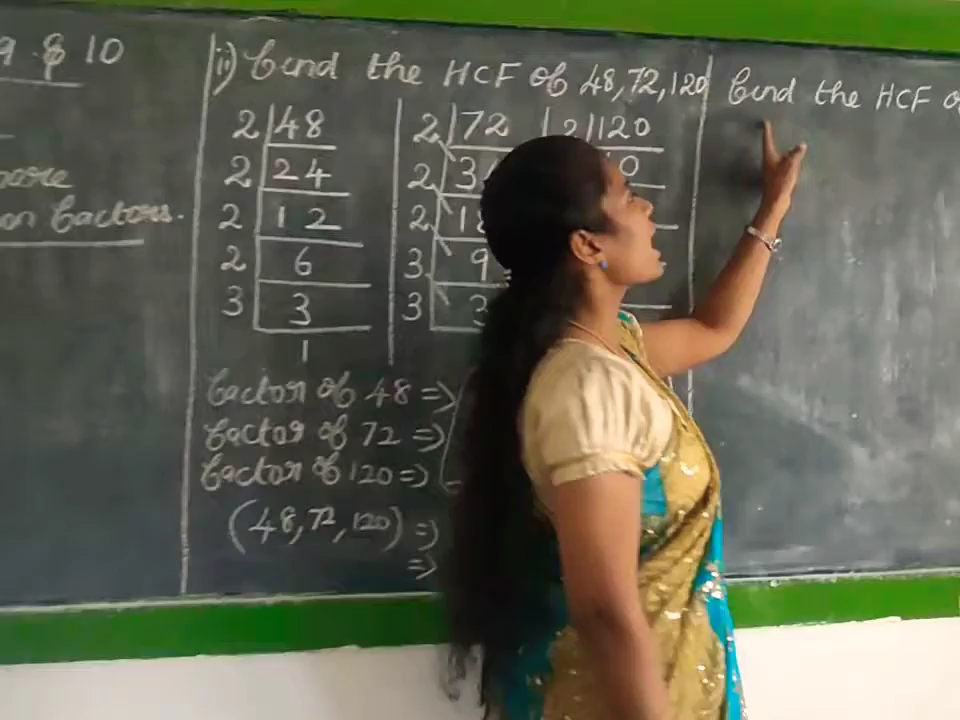 9 & 10
more
on factors.
ii) Find the HCF of 48,72,120
2 | 48
2 | 24
2 | 12
2 | 6
3 | 3
1
2 | 72
2 | 3
2 | 1
3 | 9
3 | 3
2 | 120
0
factor of 48 =>
factor of 72 =>
factor of 120 =>
(48,72,120) =>
=>
Find the HCF of